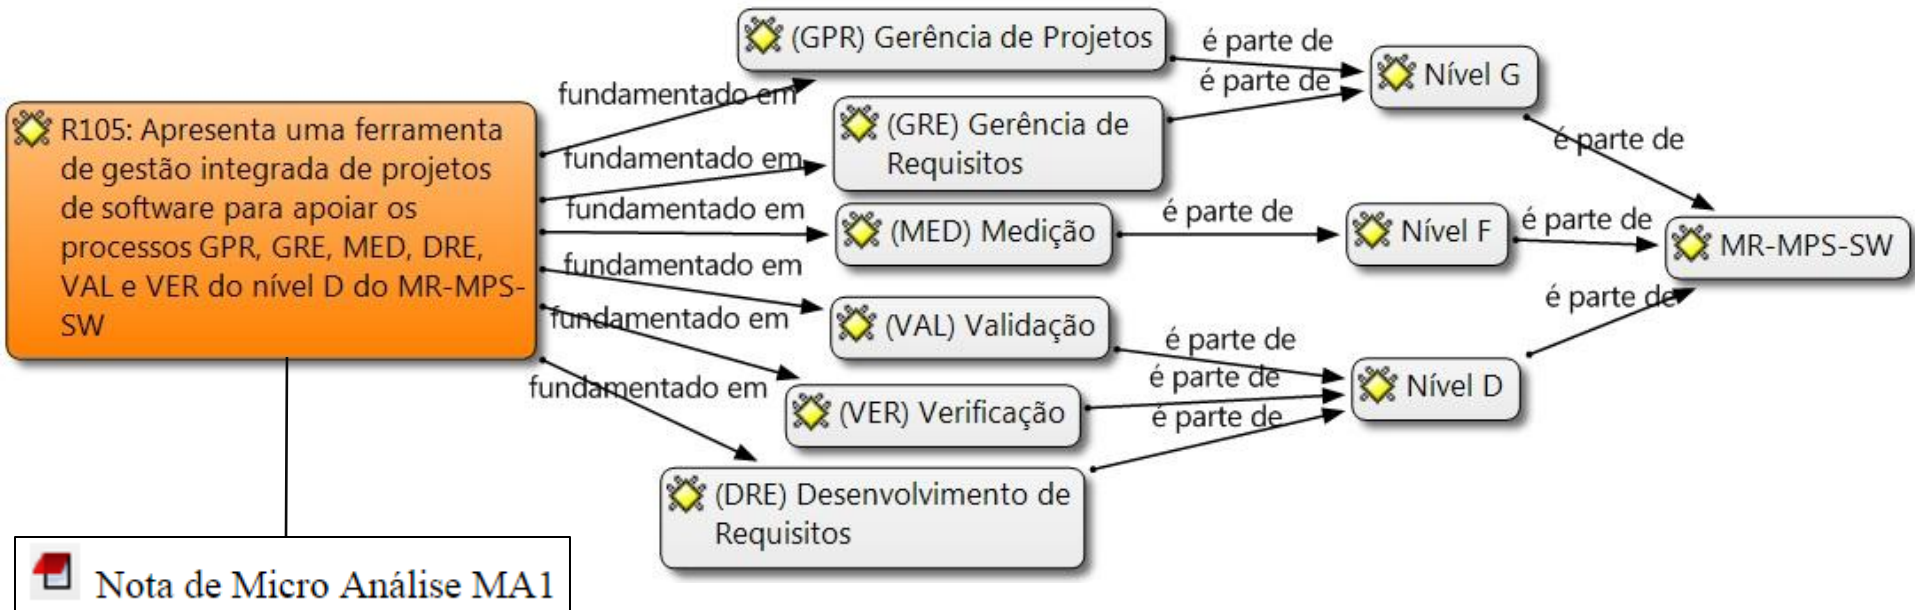 R105: Apresenta uma ferramenta
de gestão integrada de projetos
de software para apoiar os
processos GPR, GRE, MED, DRE,
VAL e VER do nível D do MR-MPS-
SW
Nota de Micro Análise MA1
fundamentado em
fundamentado em
fundamentado em
fundamentado em
fundamentado em
fundamentado em
(GPR) Gerência de Projetos
(GRE) Gerência de
Requisitos
(MED) Medição
(VAL) Validação
(VER) Verificação
(DRE) Desenvolvimento de
Requisitos
é parte de
é parte de
é parte de
é parte de
é parte de
é parte de
Nível G
Nível F
Nível D
é parte de
é parte de
é parte de
MR-MPS-SW